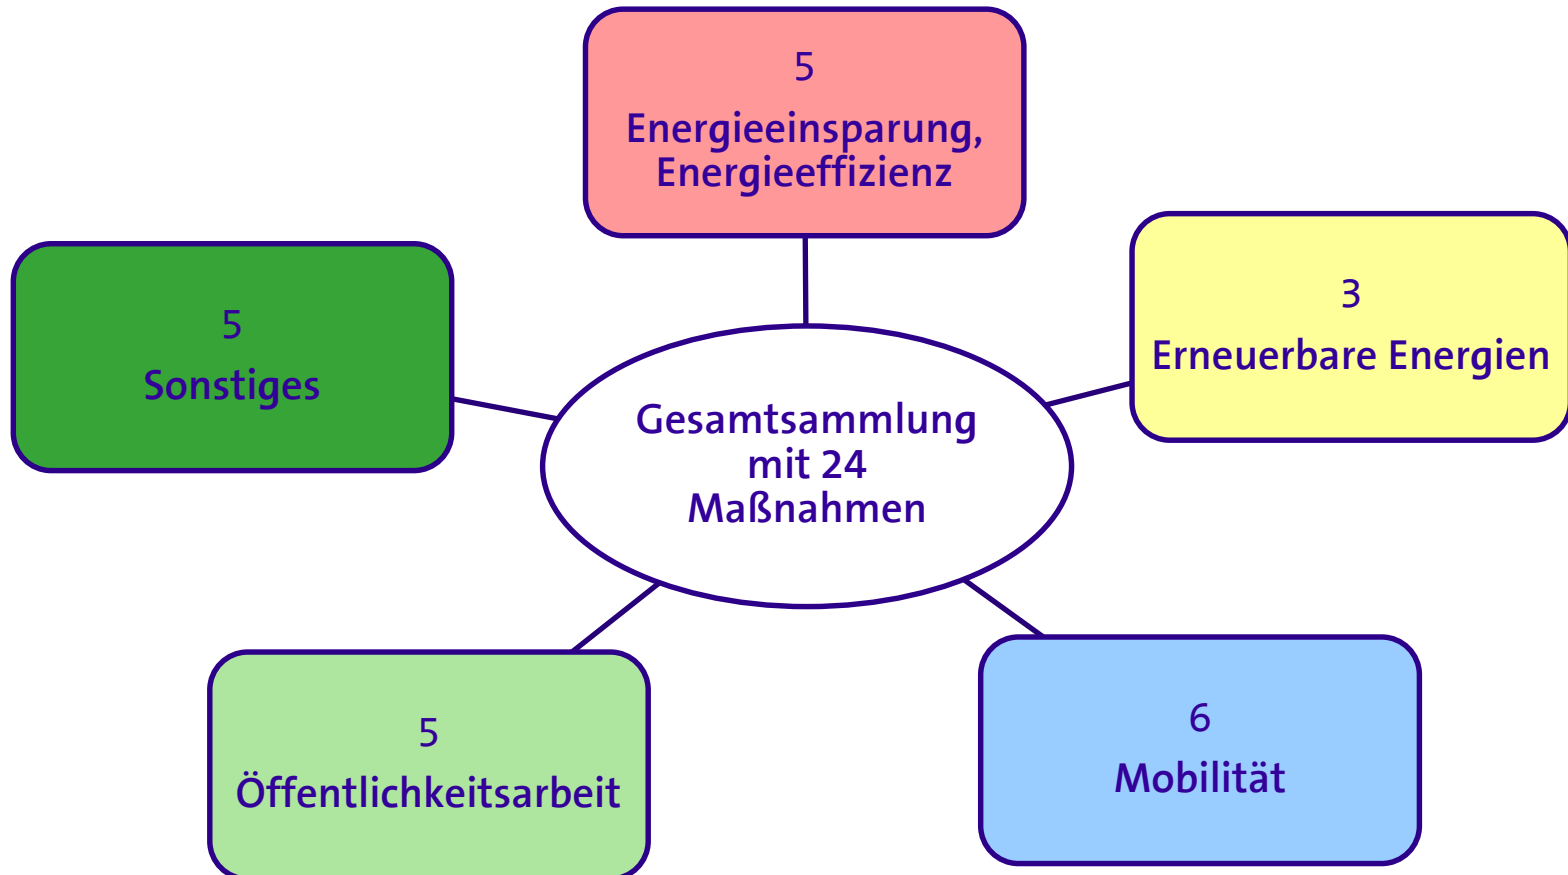 5
Energieeinsparung,
Energieeffizienz
3
Erneuerbare Energien
5
Sonstiges
Gesamtsammlung
mit 24
Maßnahmen
5
Öffentlichkeitsarbeit
6
Mobilität